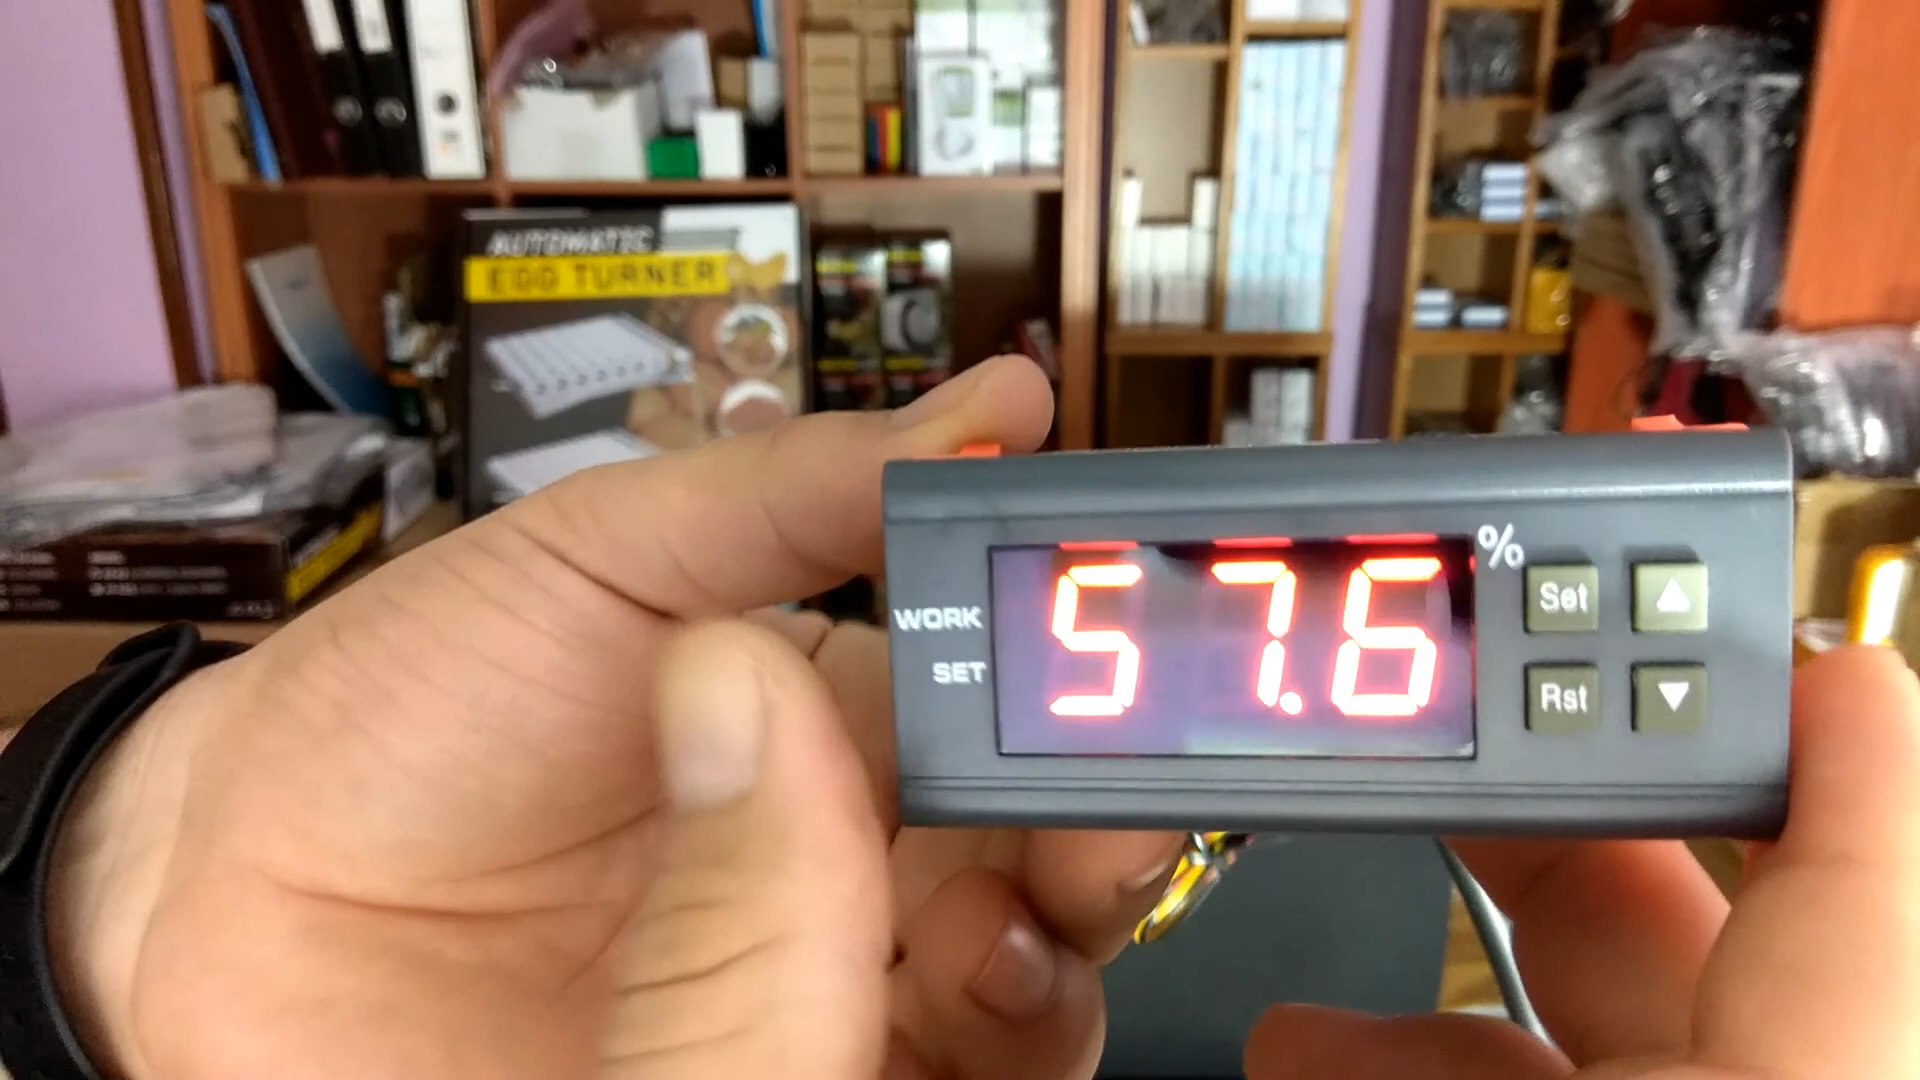 AUTOMATIC
EGG TURNER
%
WORK
SET
57.6
Set
Rst